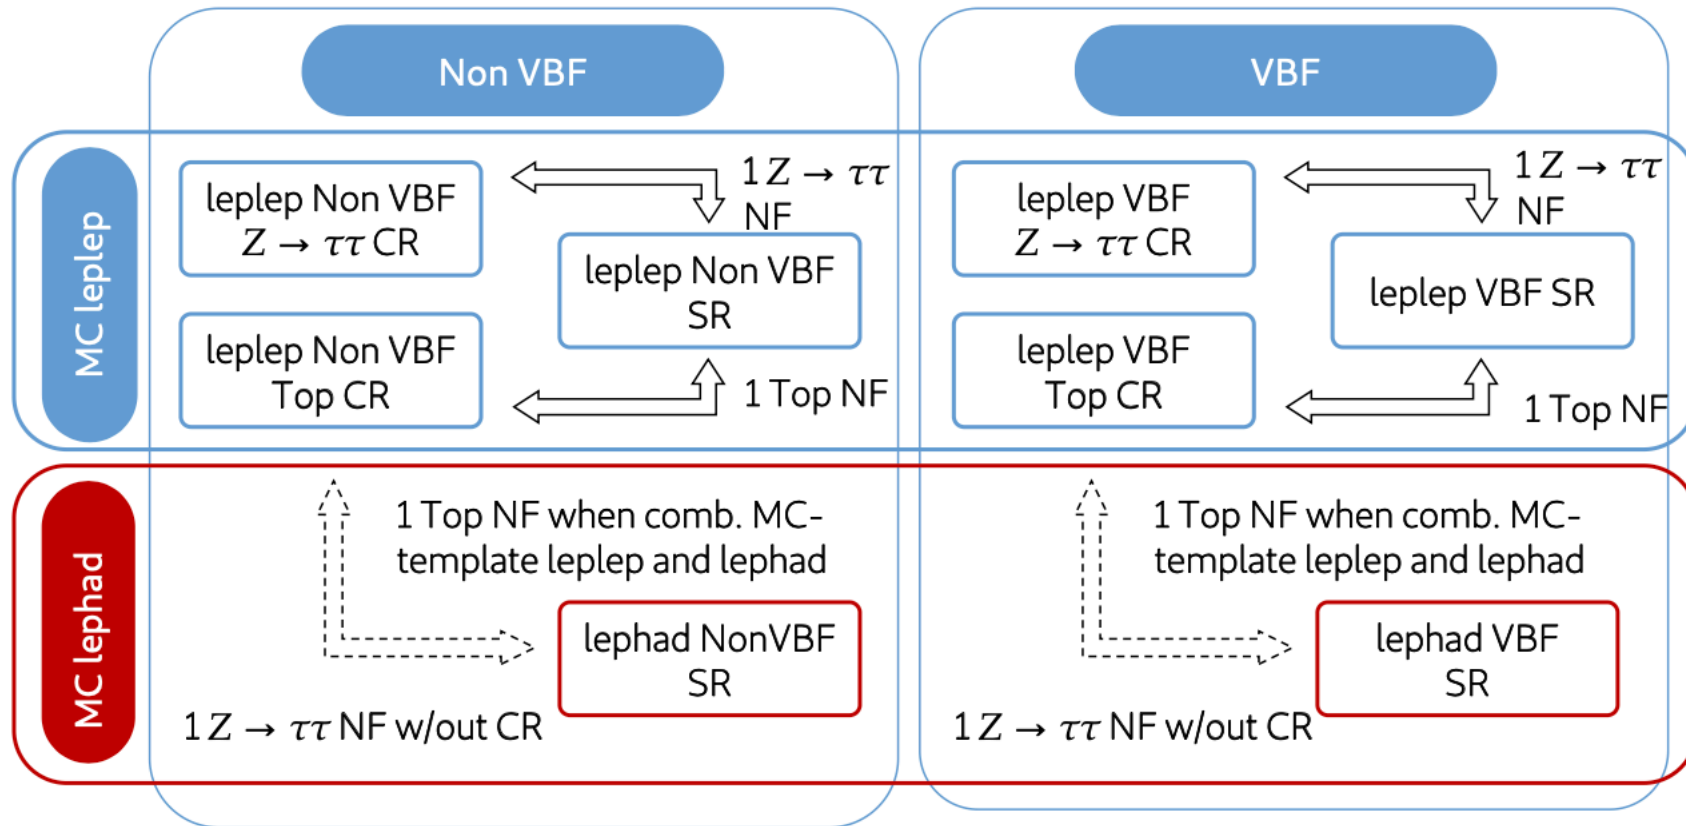 Non VBF
VBF
MC leplep
leplep Non VBF
Z → ττ CR
1 Z → ττ
NF
leplep Non VBF
SR
leplep Non VBF
Top CR
1 Top NF
leplep VBF
Z → ττ CR
1 Z → ττ
NF
leplep VBF SR
leplep VBF
Top CR
1 Top NF
MC lephad
1 Top NF when comb. MC-
template leplep and lephad
lephad NonVBF
SR
1 Z → ττ NF w/out CR
1 Top NF when comb. MC-
template leplep and lephad
lephad VBF
SR
1 Z → ττ NF w/out CR